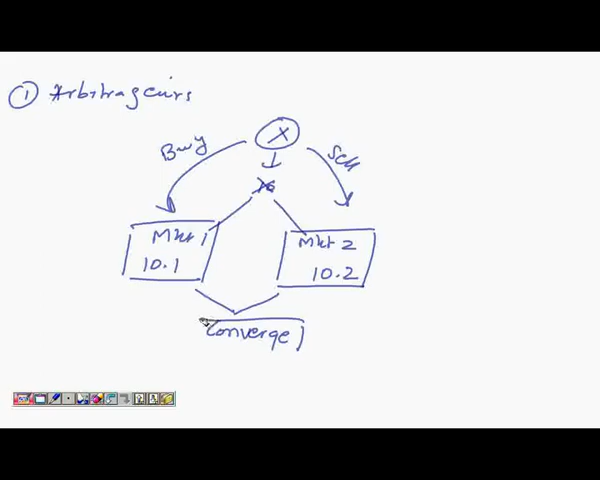 ① Arbitrageurs
X
Buy
Sell
Mkt 1
Mkt 2
10.1
10.2
Converge